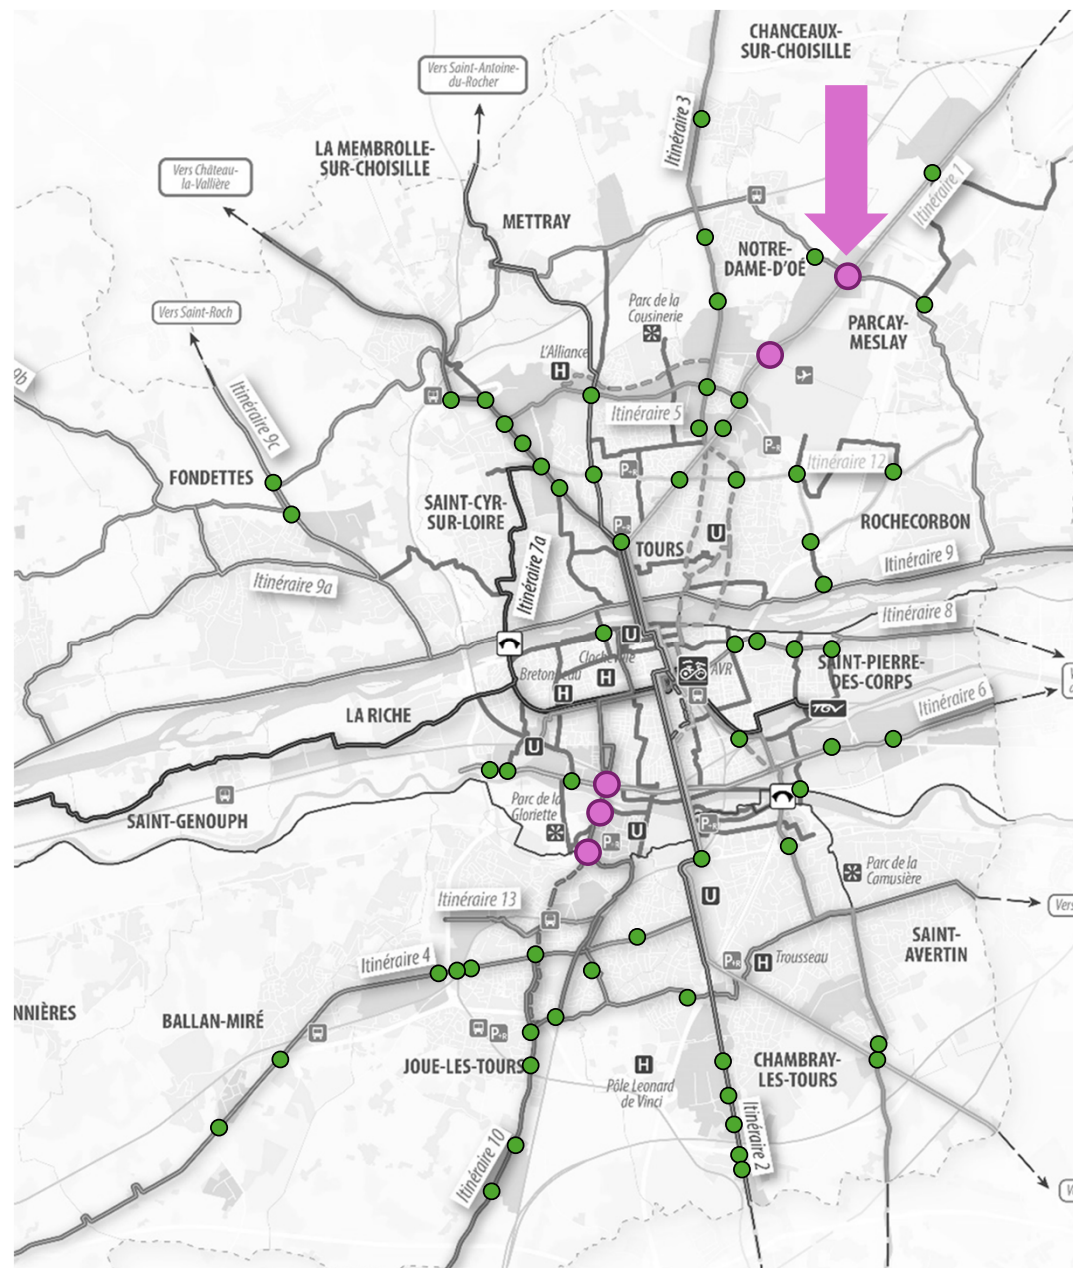 CHANCEAUX-
SUR-CHOISILLE
Vers Saint-Antoine-
du-Rocher
Itinéraire 3
LA MEMBROLLE-
SUR-CHOISILLE
Vers Château-
la-Vallière
Itinéraire 1
METTRAY
NOTRE-
DAME-D'OÉ
Parc de la
Cousinerie
Vers Saint-Roch
PARCAY-
MESLAY
L'Alliance
H
9b
Itinéraire 9c
Itinéraire 5
P+R
Itinéraire 12
P+R
FONDETTES
SAINT-CYR-
SUR-LOIRE
ROCHECORBON
P+R
TOURS
U
Itinéraire 7a
Itinéraire 9
Itinéraire 9a
Itinéraire 8
U
Clocheville
AVR
SAINT-PIERRE-
DES-CORPS
Bretonneau
H
H
TGV
Itinéraire 6
LA RICHE
U
SAINT-GENOUPH
Parc de la
Gloriette
P+R
U
P+R
Parc de la
Camusière
Itinéraire 13
U
Vers
SAINT-
AVERTIN
Itinéraire 4
P+R
H
Trousseau
NNIÈRES
BALLAN-MIRÉ
P+R
JOUE-LES-TOURS
H
Pôle Leonard
de Vinci
CHAMBRAY-
LES-TOURS
Itinéraire 2
Itinéraire 10